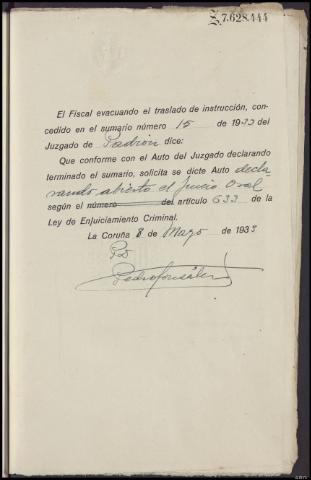 Z.7.628.444
El Fiscal evacuando el traslado de instrucción, con-
cedido en el sumario número 15 de 19 del
Juzgado de Padrón dice:
Que conforme con el Auto del Juzgado declarando
terminado el sumario, solicita se dicte Auto decla
rando abierto el juicio Oral
según el número del artículo 633 de la
Ley de Enjuiciamiento Criminal.
La Coruña 8 de Mayo de 1933
Pedro González